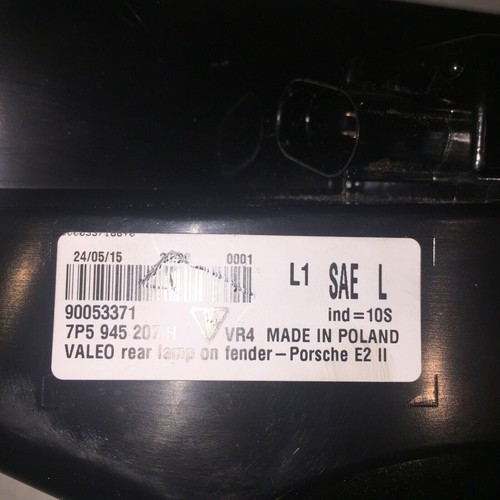 24/05/15 0001
L1 SAE L
ind=10S
90053371
7P5 945 207 H VR4 MADE IN POLAND
VALEO rear lamp on fender-Porsche E2 II